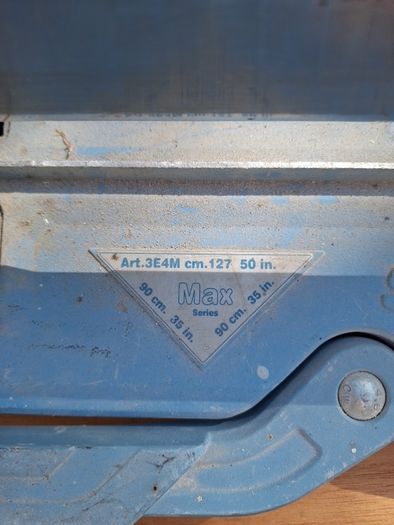 Art.3E4M cm.127 50 in.
Max
Series
90 cm. 35 in.
90 cm. 35 in.